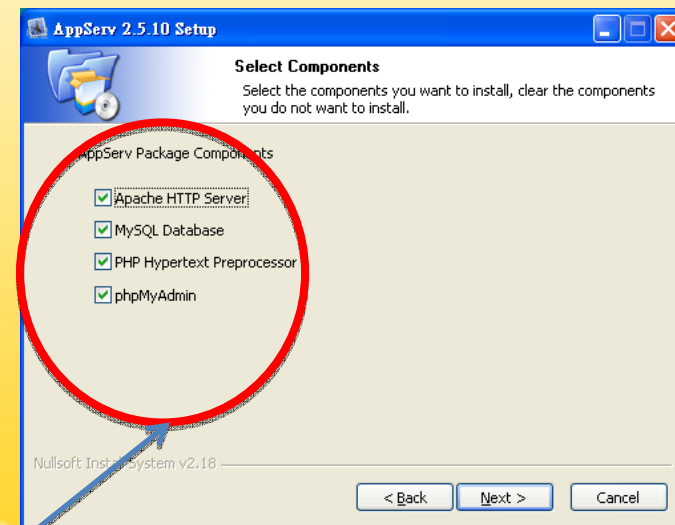 AppServ 2.5.10 Setup
Select Components
Select the components you want to install, clear the components
you do not want to install.
AppServ Package Components
Apache HTTP Server
MySQL Database
PHP Hypertext Preprocessor
phpMyAdmin
Nullsoft Install System v2.18
< Back
Next >
Cancel